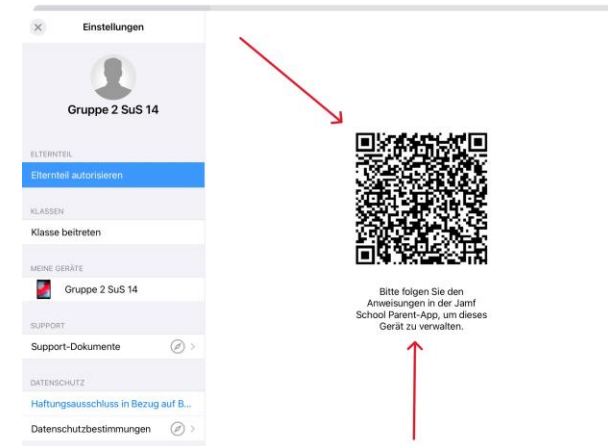 Einstellungen
Gruppe 2 SuS 14
ELTERNTEIL
Elternteil autorisieren
KLASSEN
Klasse beitreten
MEINE GERÄTE
Gruppe 2 SuS 14
SUPPORT
Support-Dokumente
DATENSCHUTZ
Haftungsausschluss in Bezug auf B...
Datenschutzbestimmungen
Bitte folgen Sie den
Anweisungen in der Jamf
School Parent-App, um dieses
Gerät zu verwalten.